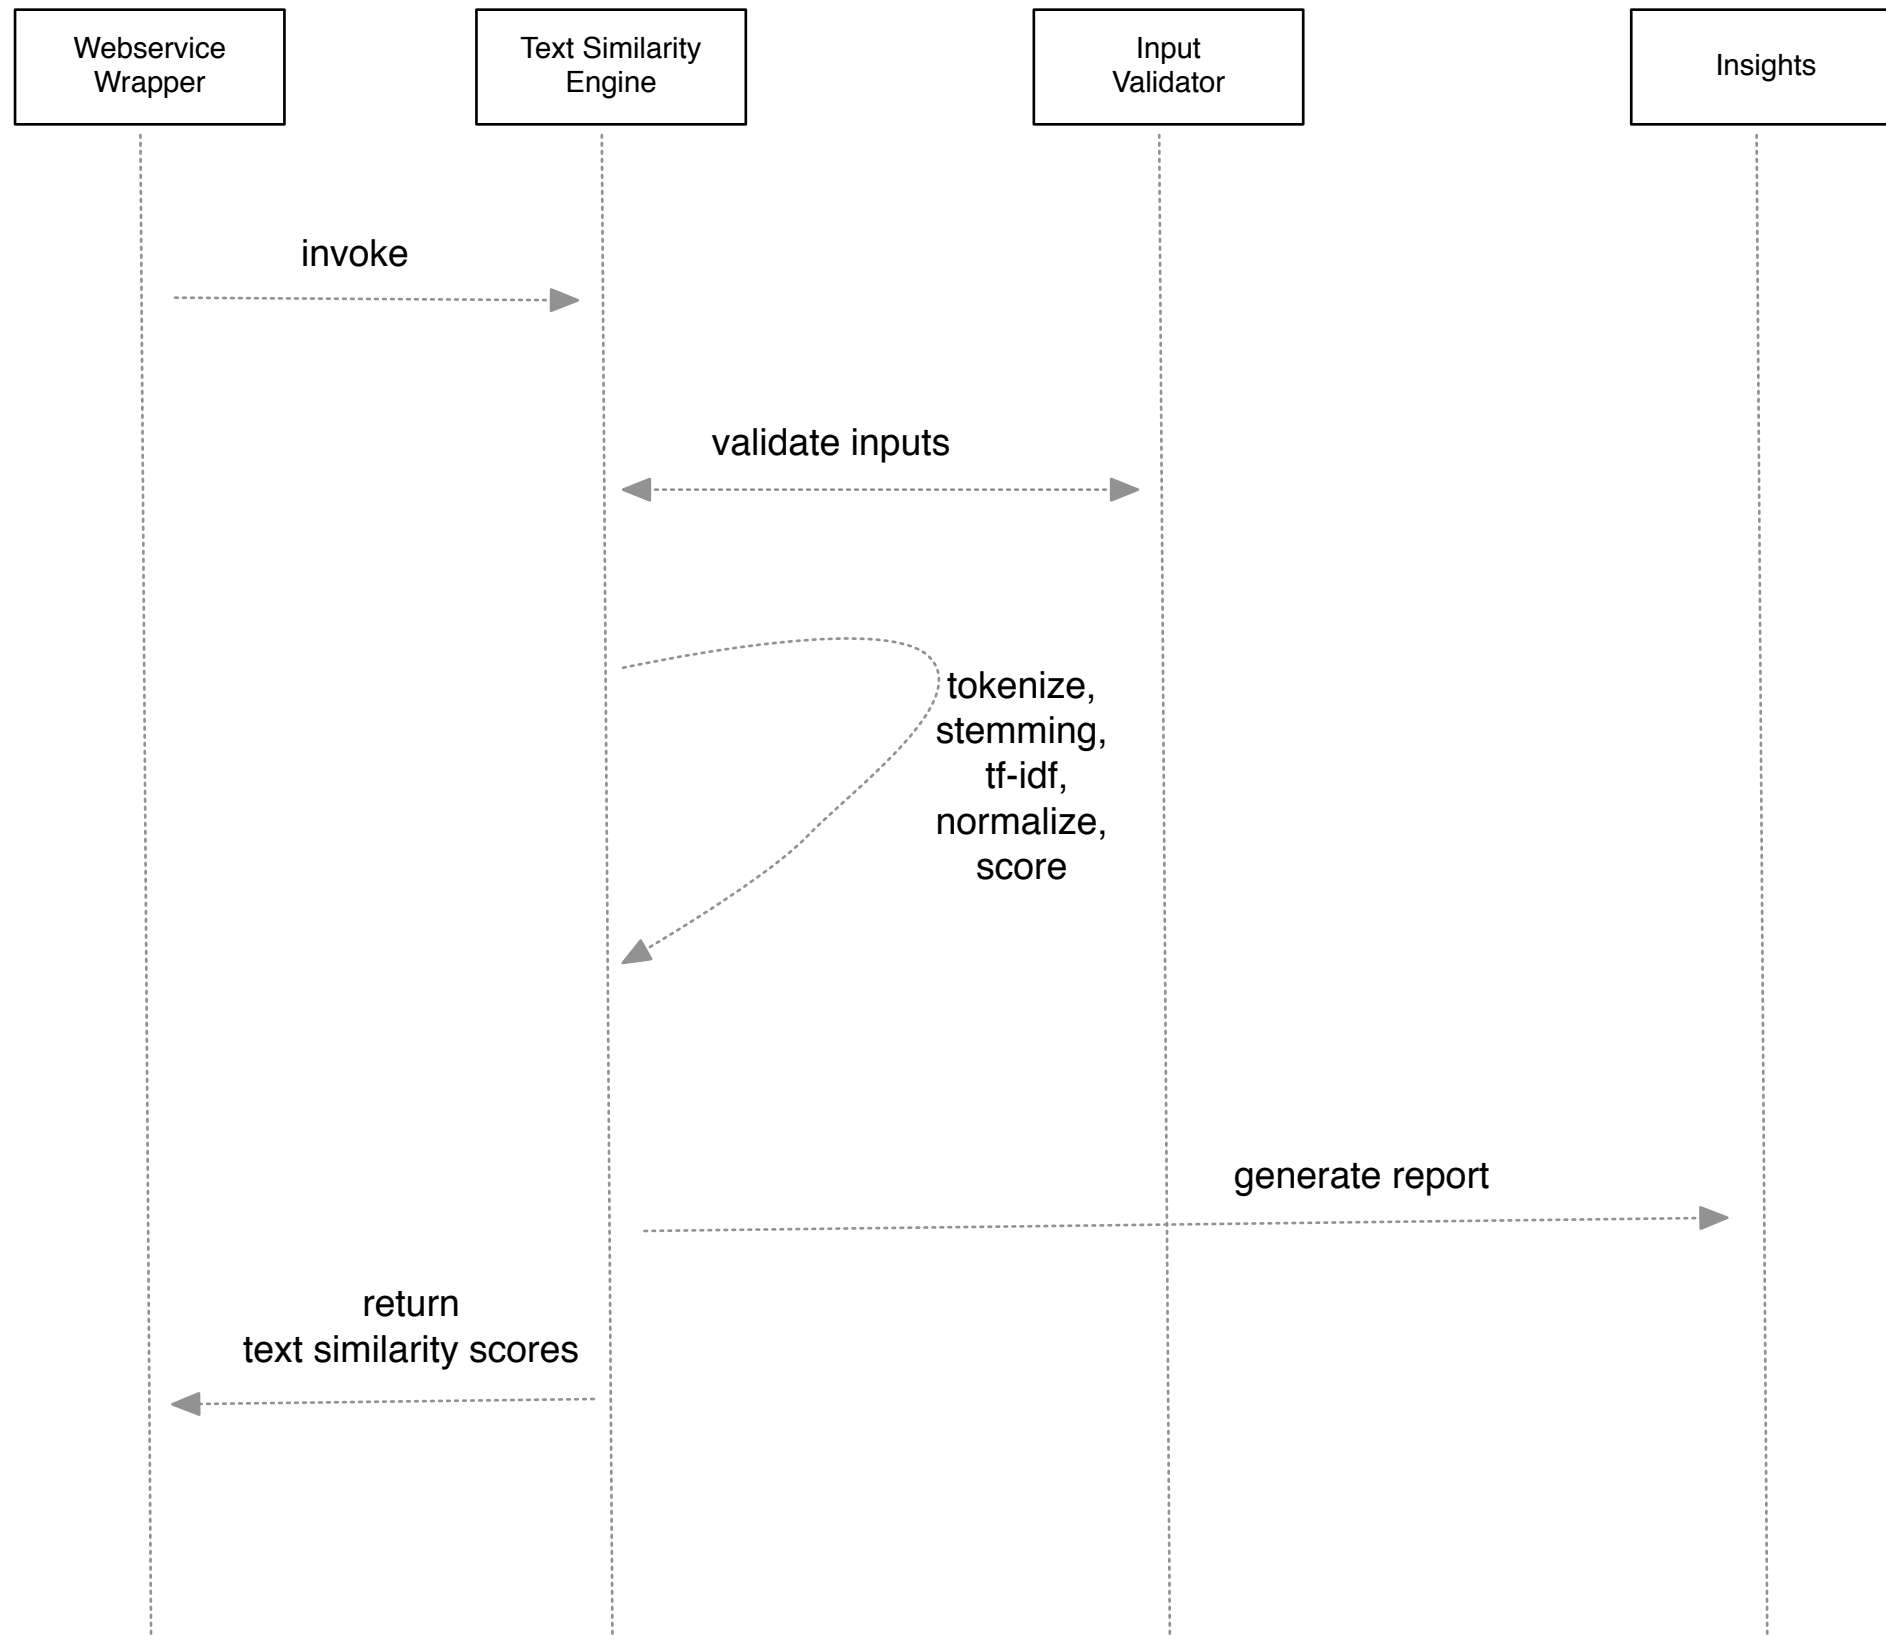 Webservice
Wrapper
Text Similarity
Engine
Input
Validator
Insights
invoke
validate inputs
tokenize,
stemming,
tf-idf,
normalize,
score
generate report
return
text similarity scores